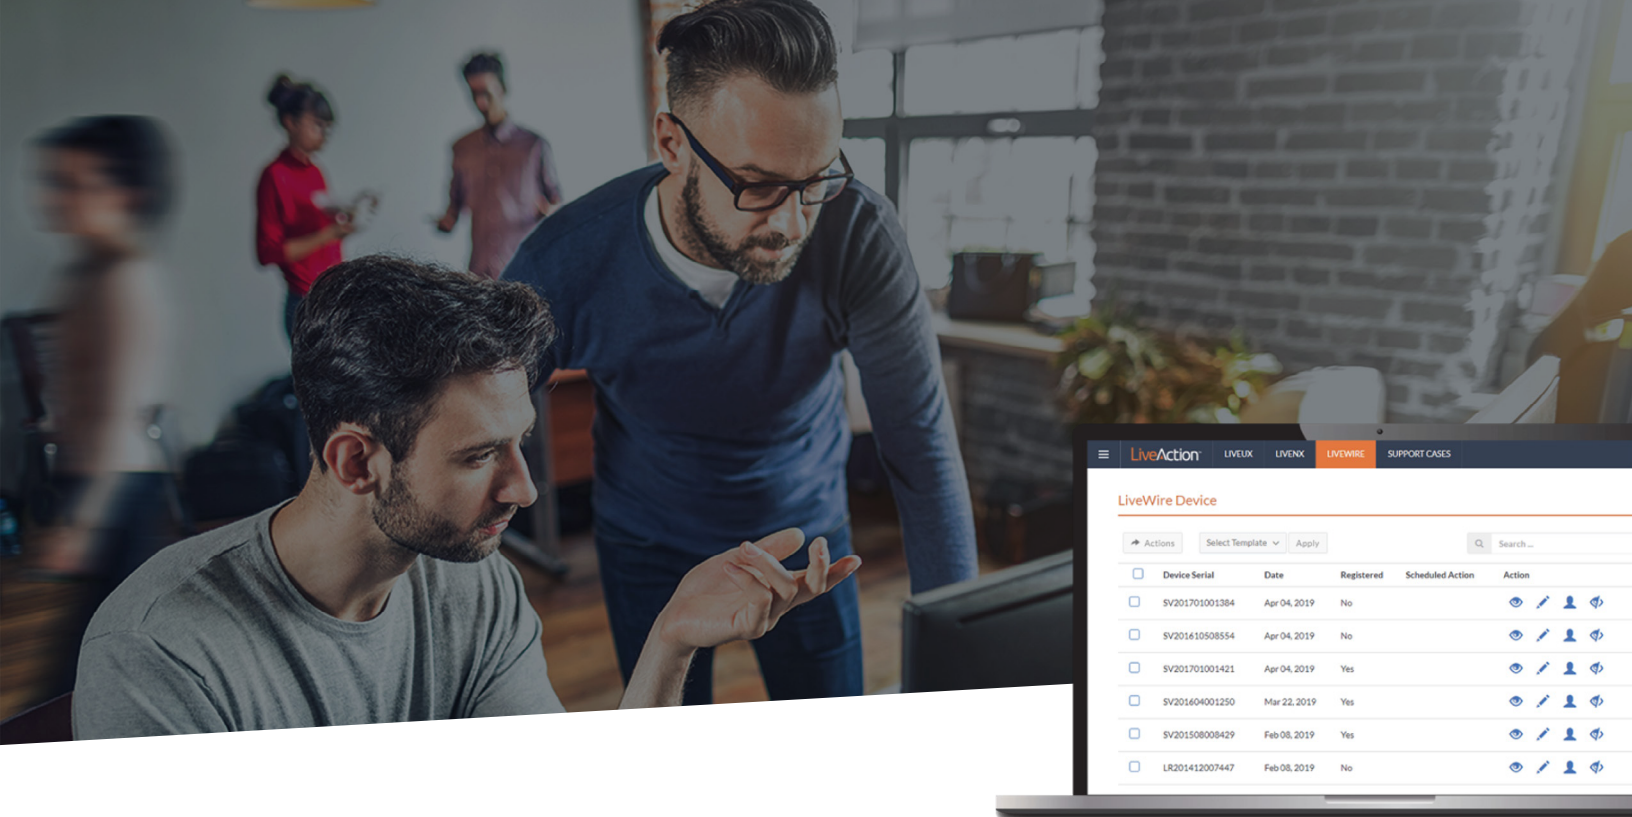 LiveAction LIVEUX LIVENX LIVEWIRE SUPPORT CASES
LiveWire Device
Actions Select Template Apply Search ...
Device Serial Date Registered Scheduled Action Action
SV201701001384 Apr 04, 2019 No
SV201610508554 Apr 04, 2019 No
SV201701001421 Apr 04, 2019 Yes
SV201604001250 Mar 22, 2019 Yes
SV201508008429 Feb 08, 2019 Yes
LR201412007447 Feb 08, 2019 No